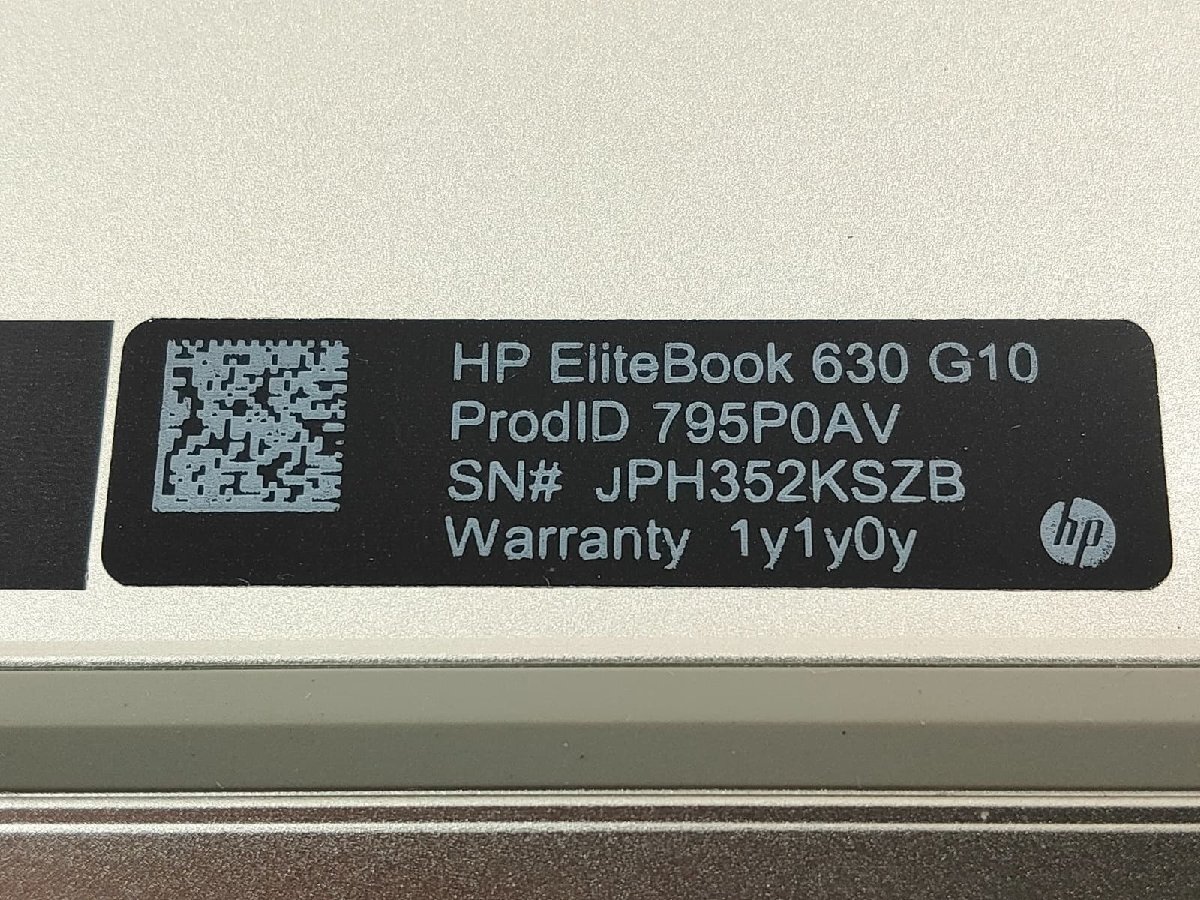 HP EliteBook 630 G10
ProdID 795P0AV
SN# JPH352KSZB
Warranty 1y1y0y
hp